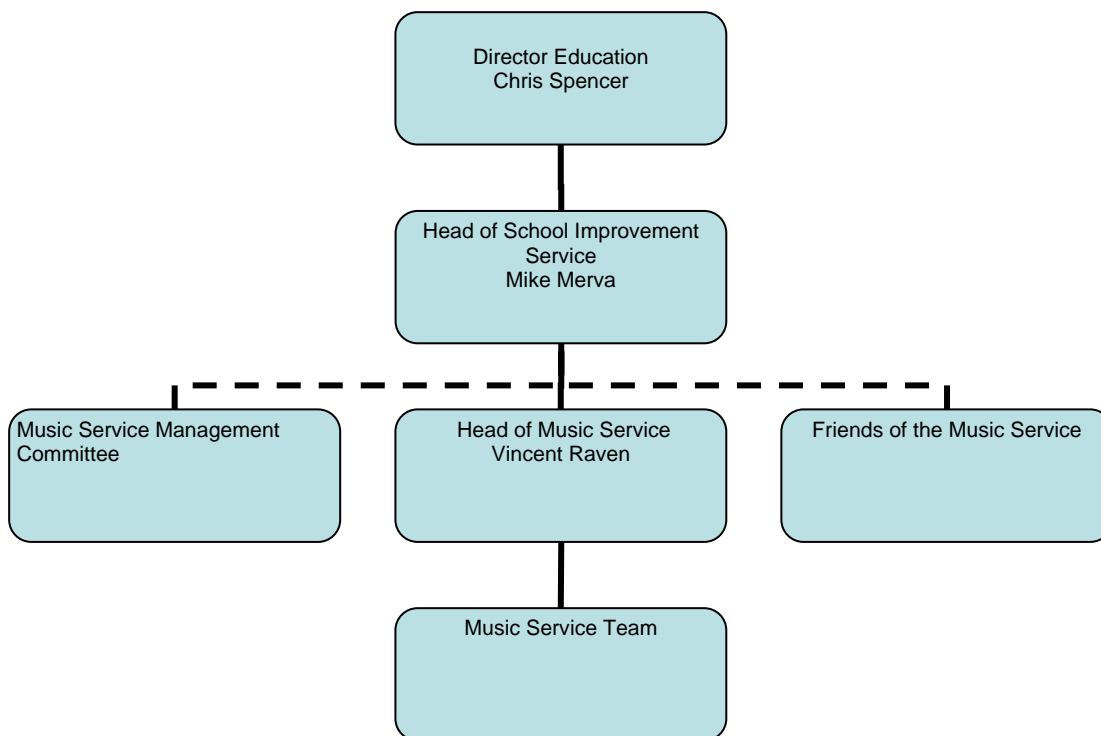 Director Education
Chris Spencer
Head of School Improvement
Service
Mike Merva
Music Service Management
Committee
Head of Music Service
Vincent Raven
Friends of the Music Service
Music Service Team